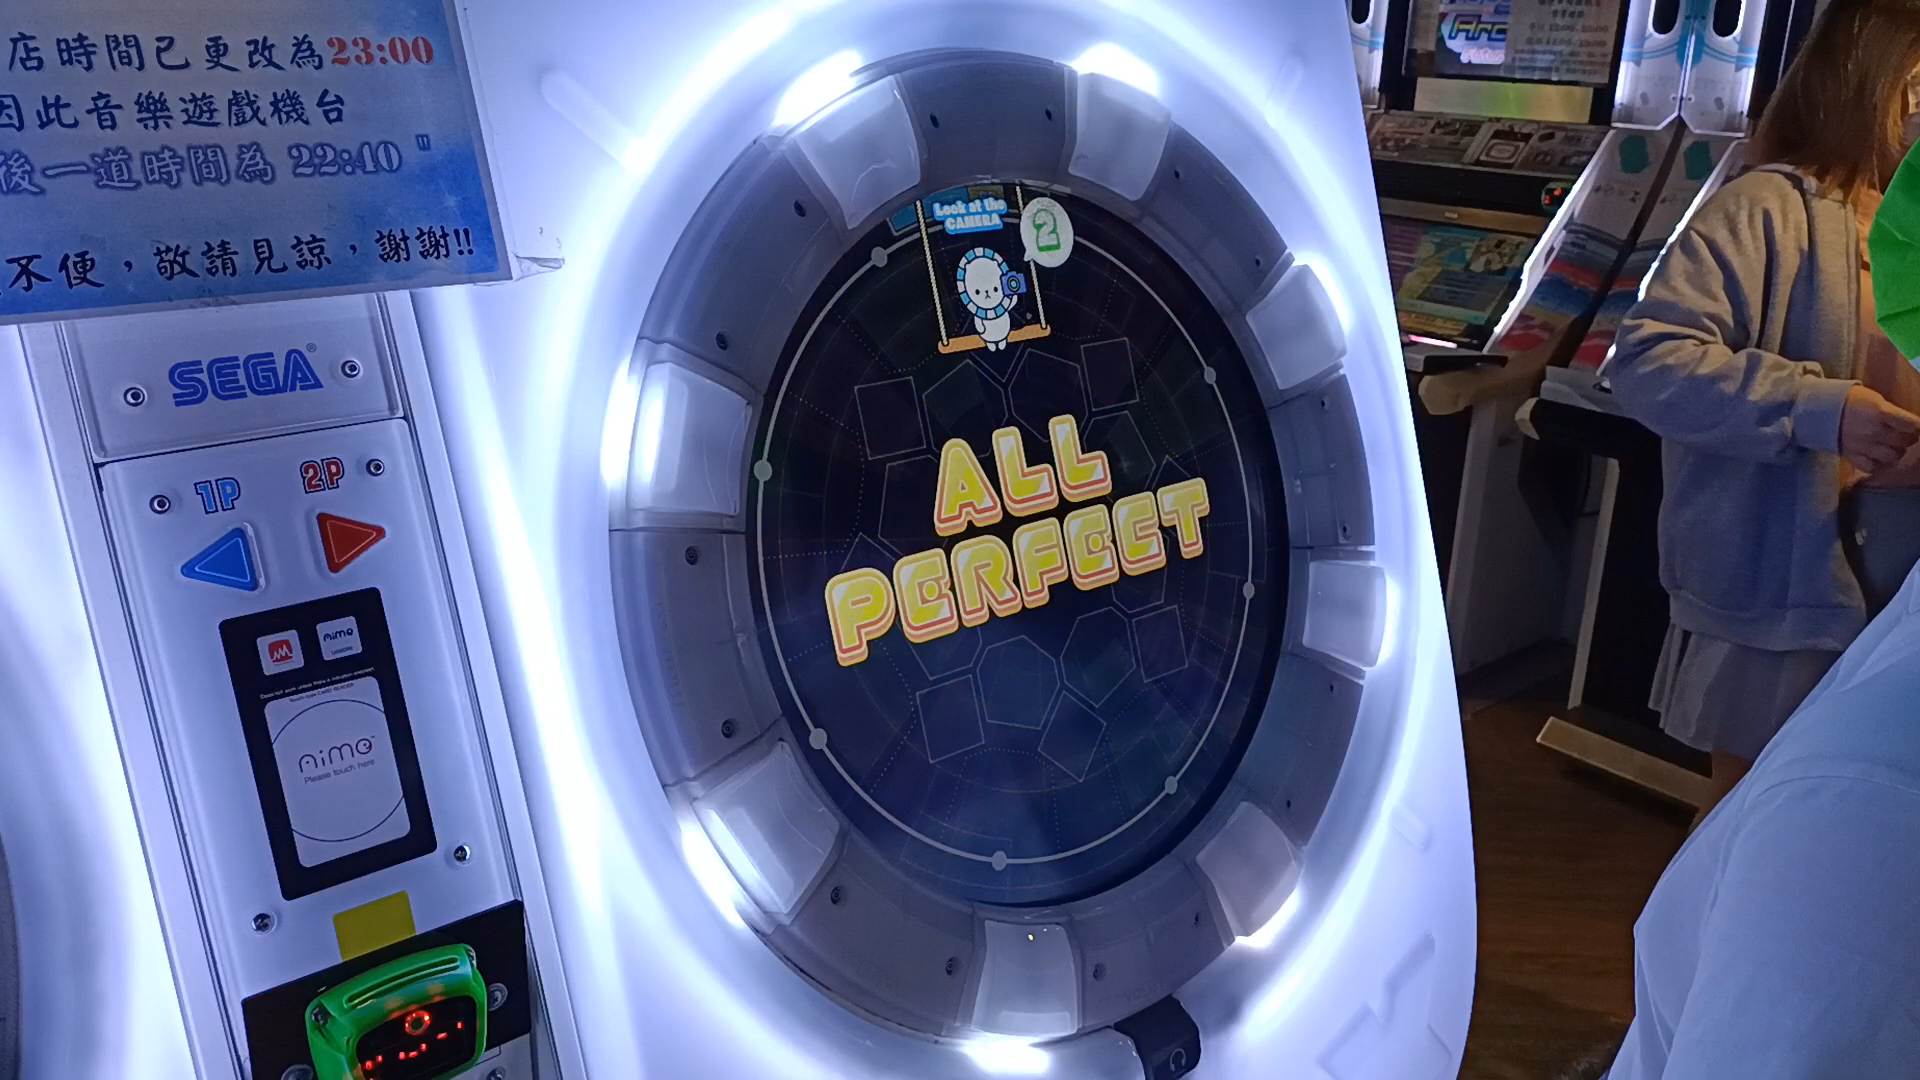 店時間已更改為23:00
因此音樂遊戲機台
後一道時間為 22:40 "
不便，敬請見諒，謝謝!!
SEGA®
1P
2P
Aime
Aime
Please touch here
Look at the
CAMERA
2
ALL
PERFECT